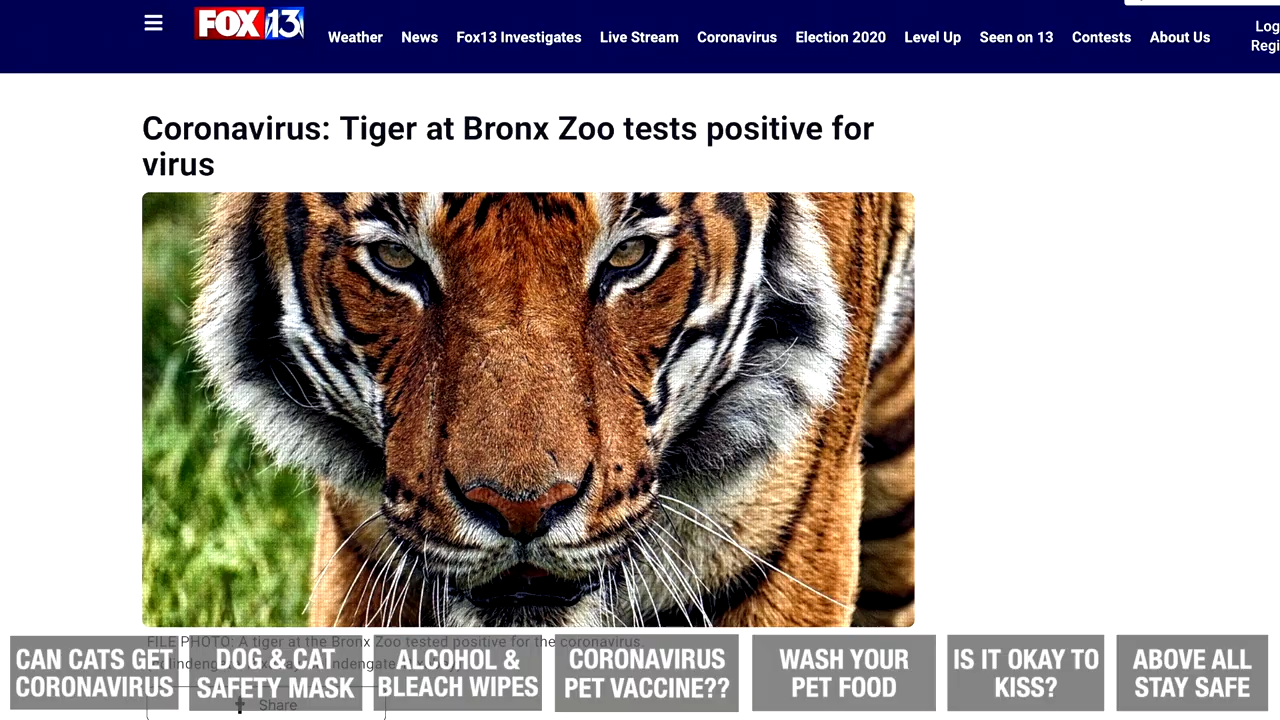 FOX 13
Weather News Fox13 Investigates Live Stream Coronavirus Election 2020 Level Up Seen on 13 Contests About Us
Log
Regi
Coronavirus: Tiger at Bronx Zoo tests positive for
virus
FILE PHOTO: A tiger at the Bronx Zoo tested positive for the coronavirus
CAN CATS GET
CORONAVIRUS
DOG & CAT
SAFETY MASK
ALCOHOL &
BLEACH WIPES
CORONAVIRUS
PET VACCINE??
WASH YOUR
PET FOOD
IS IT OKAY TO
KISS?
ABOVE ALL
STAY SAFE
Share